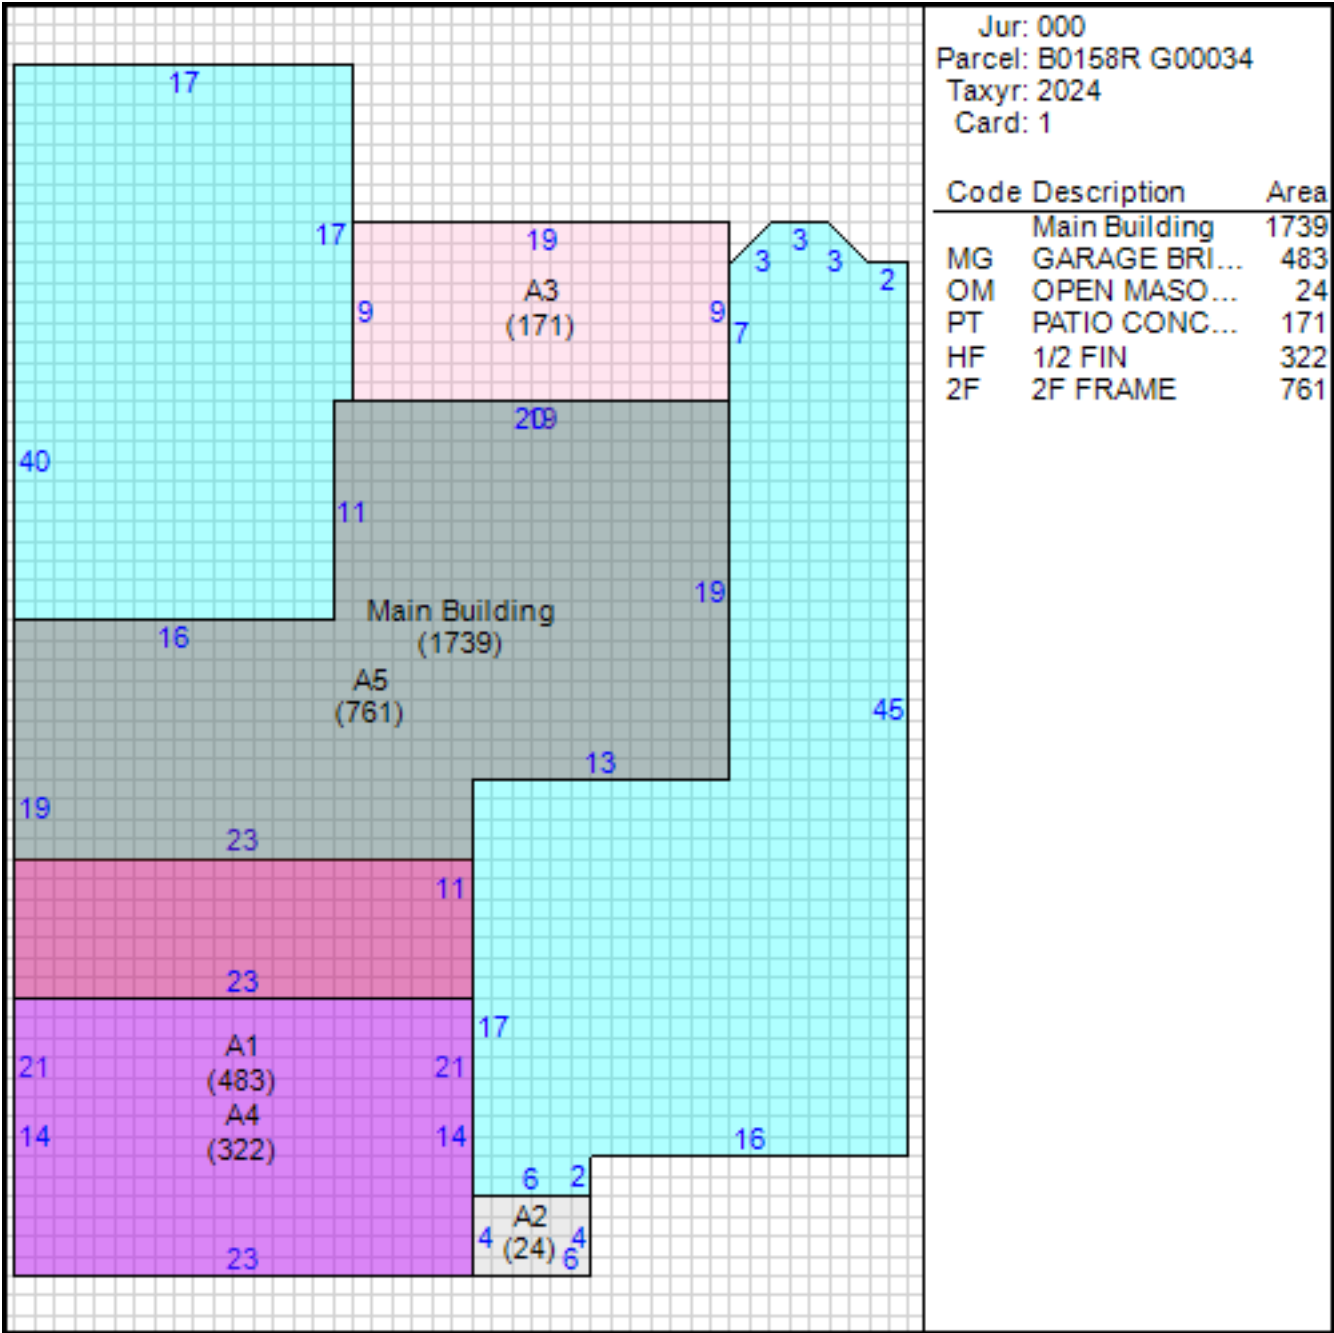 Jur: 000
Parcel: B0158R G00034
Taxyr: 2024
Card: 1
Code Description Area
Main Building 1739
MG GARAGE BRI... 483
OM OPEN MASO... 24
PT PATIO CONC... 171
HF 1/2 FIN 322
2F 2F FRAME 761
17
17
19
3
3
3
2
A3
(171)
9
9
7
20
19
40
11
19
Main Building
(1739)
16
A5
(761)
45
13
19
23
11
23
17
A1
(483)
21
21
A4
(322)
14
14
16
6
2
A2
(24)
4
4
6
23